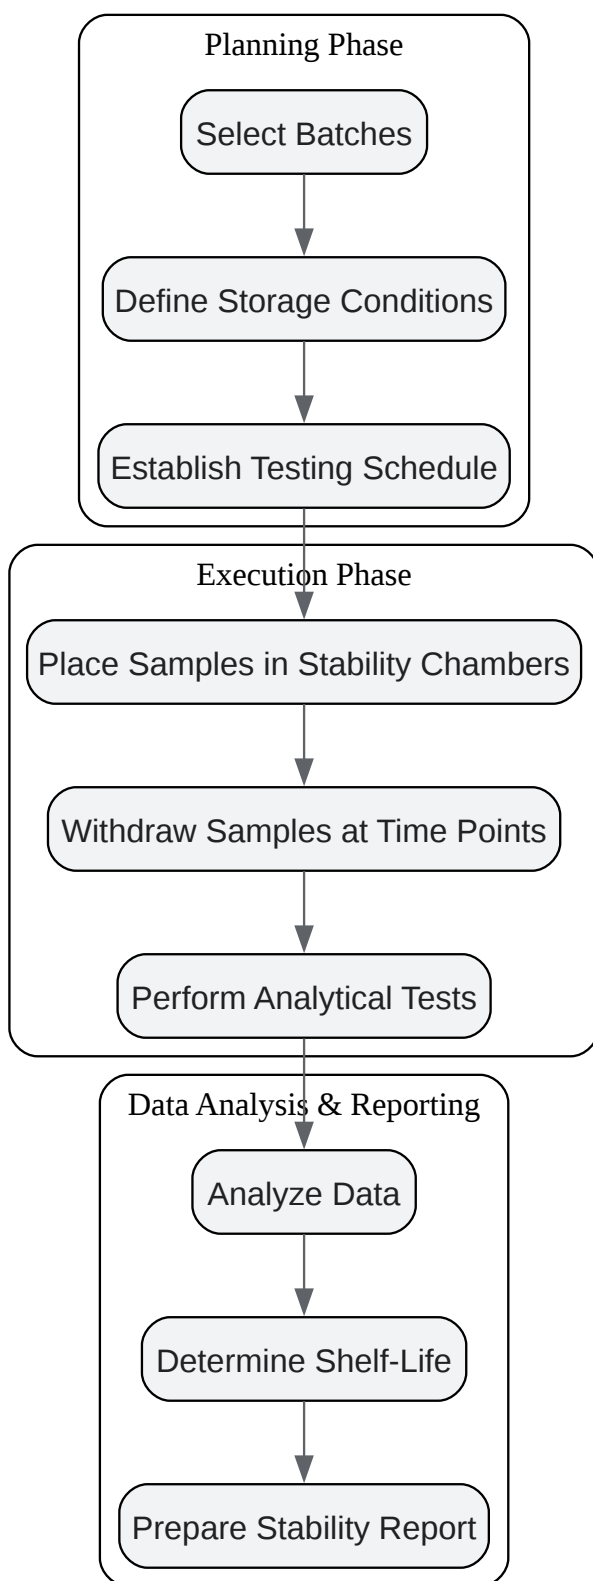 Planning Phase
Select Batches
Define Storage Conditions
Establish Testing Schedule
Execution Phase
Place Samples in Stability Chambers
Withdraw Samples at Time Points
Perform Analytical Tests
Data Analysis & Reporting
Analyze Data
Determine Shelf-Life
Prepare Stability Report